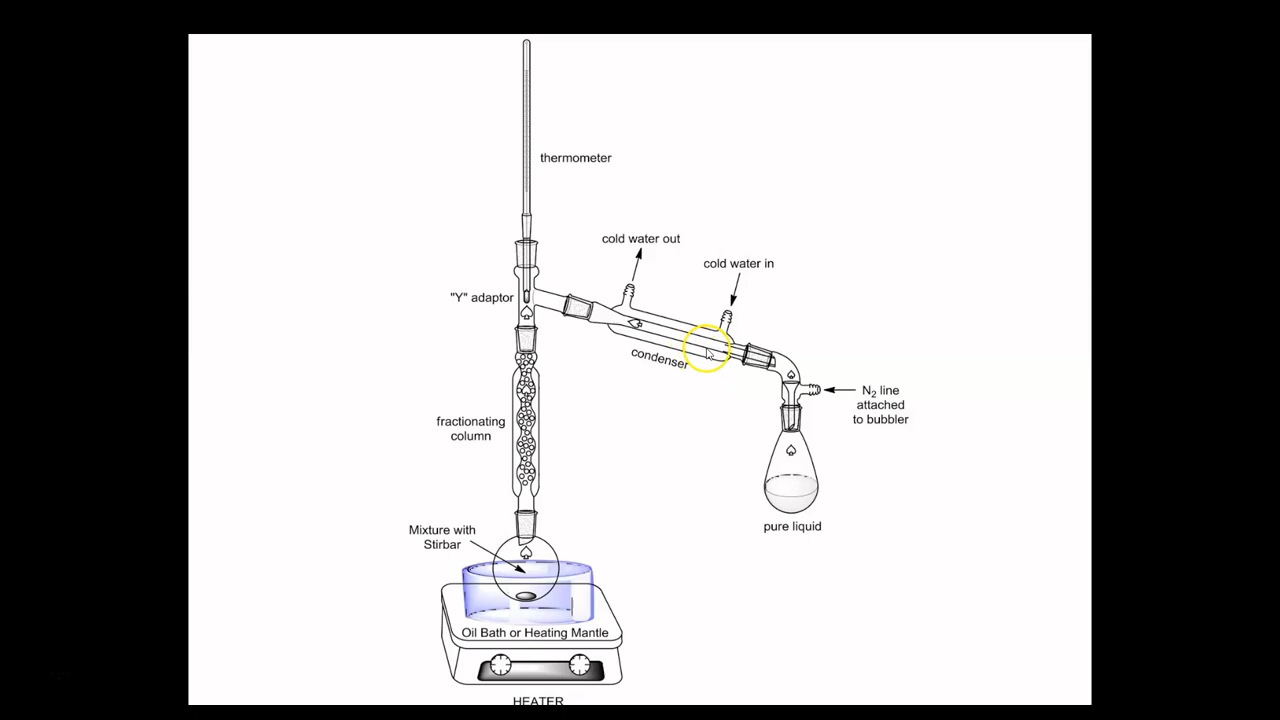 thermometer
cold water out
cold water in
"Y" adaptor
condenser
N2 line
attached
to bubbler
fractionating
column
pure liquid
Mixture with
Stirbar
Oil Bath or Heating Mantle
HEATER